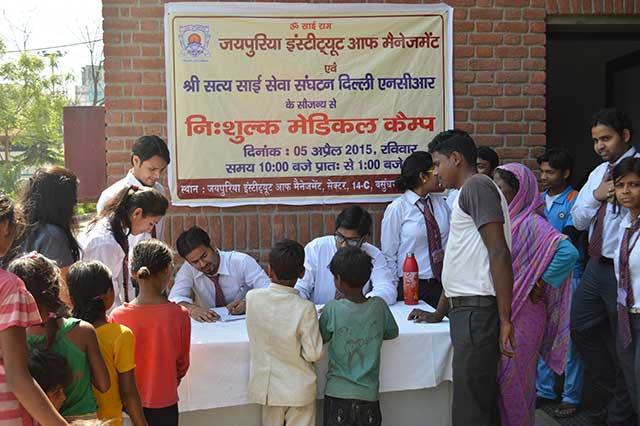 ॐ साई राम
जयपुरिया इंस्टीट्यूट आफ मैनेजमेंट
एवं
श्री सत्य साई सेवा संघटन दिल्ली एनसीआर
के सौजन्य से
निःशुल्क मेडिकल कैम्प
दिनांक : 05 अप्रैल 2015, रविवार
समय 10:00 बजे प्रातः से 1:00 बजे
स्थान : जयपुरिया इंस्टीट्यूट आफ मैनेजमेंट, सेक्टर, 14-C, वसुंधरा